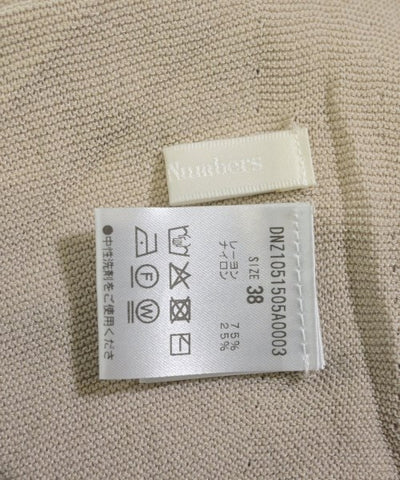 Numbers
DNZ1051505A0003
SIZE 38
レーヨン 75%
ナイロン 25%
F
W
●中性洗剤をご使用くださ